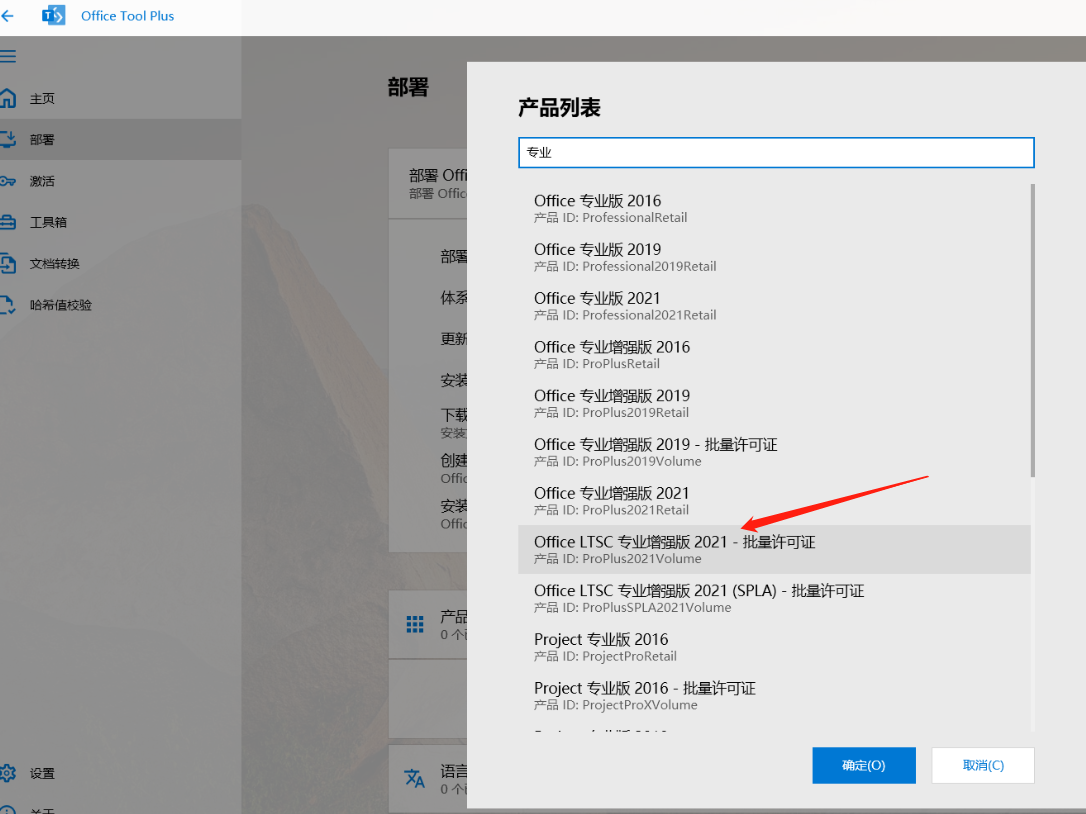 Office Tool Plus
主页
部署
激活
工具箱
文档转换
哈希值校验
设置
关于
部署
部署 Offi
部署 Office
部署
体系
更新
安装
下载
安装
创建
Offic
安装
Offic
产品
0 个
语言
0 个
产品列表
专业
Office 专业版 2016
产品 ID: ProfessionalRetail
Office 专业版 2019
产品 ID: Professional2019Retail
Office 专业版 2021
产品 ID: Professional2021Retail
Office 专业增强版 2016
产品 ID: ProPlusRetail
Office 专业增强版 2019
产品 ID: ProPlus2019Retail
Office 专业增强版 2019 - 批量许可证
产品 ID: ProPlus2019Volume
Office 专业增强版 2021
产品 ID: ProPlus2021Retail
Office LTSC 专业增强版 2021 - 批量许可证
产品 ID: ProPlus2021Volume
Office LTSC 专业增强版 2021 (SPLA) - 批量许可证
产品 ID: ProPlusSPLA2021Volume
Project 专业版 2016
产品 ID: ProjectProRetail
Project 专业版 2016 - 批量许可证
产品 ID: ProjectProXVolume
确定(O)
取消(C)